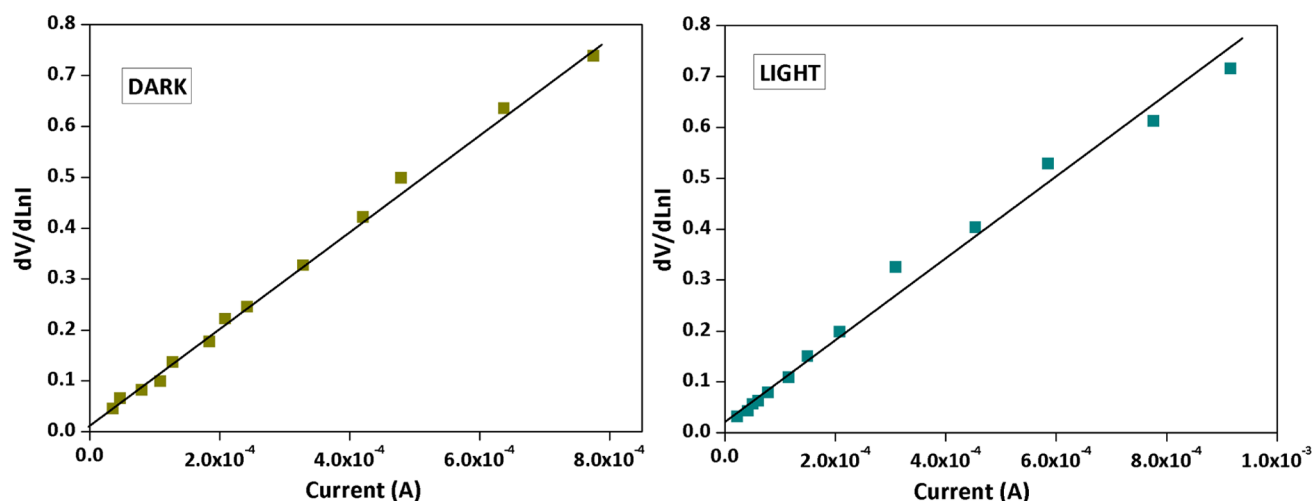 DARK
dV/dLnI
0.8
0.7
0.6
0.5
0.4
0.3
0.2
0.1
0.0
0.0 2.0x10⁻⁴ 4.0x10⁻⁴ 6.0x10⁻⁴ 8.0x10⁻⁴
Current (A)
LIGHT
dV/dLnI
0.8
0.7
0.6
0.5
0.4
0.3
0.2
0.1
0.0
0.0 2.0x10⁻⁴ 4.0x10⁻⁴ 6.0x10⁻⁴ 8.0x10⁻⁴ 1.0x10⁻³
Current (A)